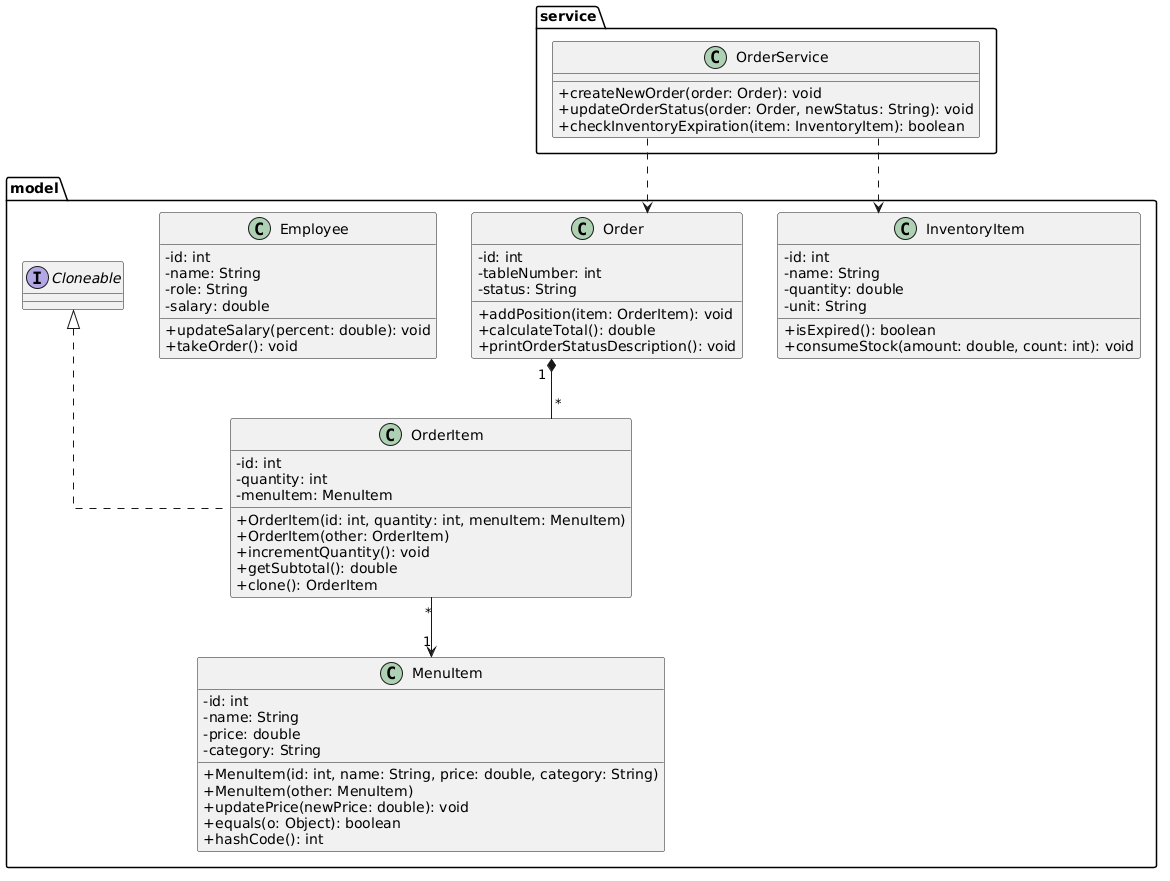 service
C OrderService
+createNewOrder(order: Order): void
+updateOrderStatus(order: Order, newStatus: String): void
+checkInventoryExpiration(item: InventoryItem): boolean
model
I Cloneable
C Employee
-id: int
-name: String
-role: String
-salary: double
+updateSalary(percent: double): void
+takeOrder(): void
C Order
-id: int
-tableNumber: int
-status: String
+addPosition(item: OrderItem): void
+calculateTotal(): double
+printOrderStatusDescription(): void
C InventoryItem
-id: int
-name: String
-quantity: double
-unit: String
+isExpired(): boolean
+consumeStock(amount: double, count: int): void
1
*
C OrderItem
-id: int
-quantity: int
-menuItem: MenuItem
+OrderItem(id: int, quantity: int, menuItem: MenuItem)
+OrderItem(other: OrderItem)
+incrementQuantity(): void
+getSubtotal(): double
+clone(): OrderItem
*
1
C MenuItem
-id: int
-name: String
-price: double
-category: String
+MenuItem(id: int, name: String, price: double, category: String)
+MenuItem(other: MenuItem)
+updatePrice(newPrice: double): void
+equals(o: Object): boolean
+hashCode(): int